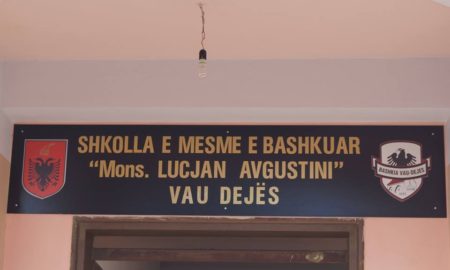 SHKOLLA E MESME E BASHKUAR
"Mons. LUCJAN AVGUSTINI"
VAU DEJËS
BASHKIA VAU-DEJËS